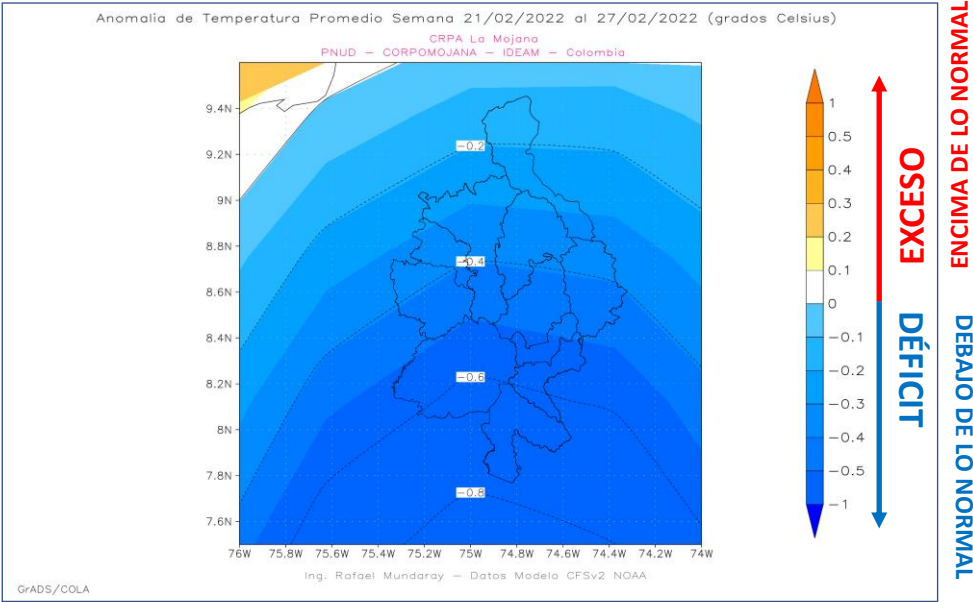 Anomalia de Temperatura Promedio Semana 21/02/2022 al 27/02/2022 (grados Celsius)
CRPA La Mojana
PNUD — CORPOMOJANA — IDEAM — Colombia
9.4N
9.2N
9N
8.8N
8.6N
8.4N
8.2N
8N
7.8N
7.6N
−0.2
−0.4
−0.6
−0.8
76W 75.8W 75.6W 75.4W 75.2W 75W 74.8W 74.6W 74.4W 74.2W 74W
1
0.5
0.4
0.3
0.2
0.1
0
−0.1
−0.2
−0.3
−0.4
−0.5
−1
EXCESO
DÉFICIT
ENCIMA DE LO NORMAL
DEBAJO DE LO NORMAL
Ing. Rafael Mundaray — Datos Modelo CFSv2 NOAA
GrADS/COLA